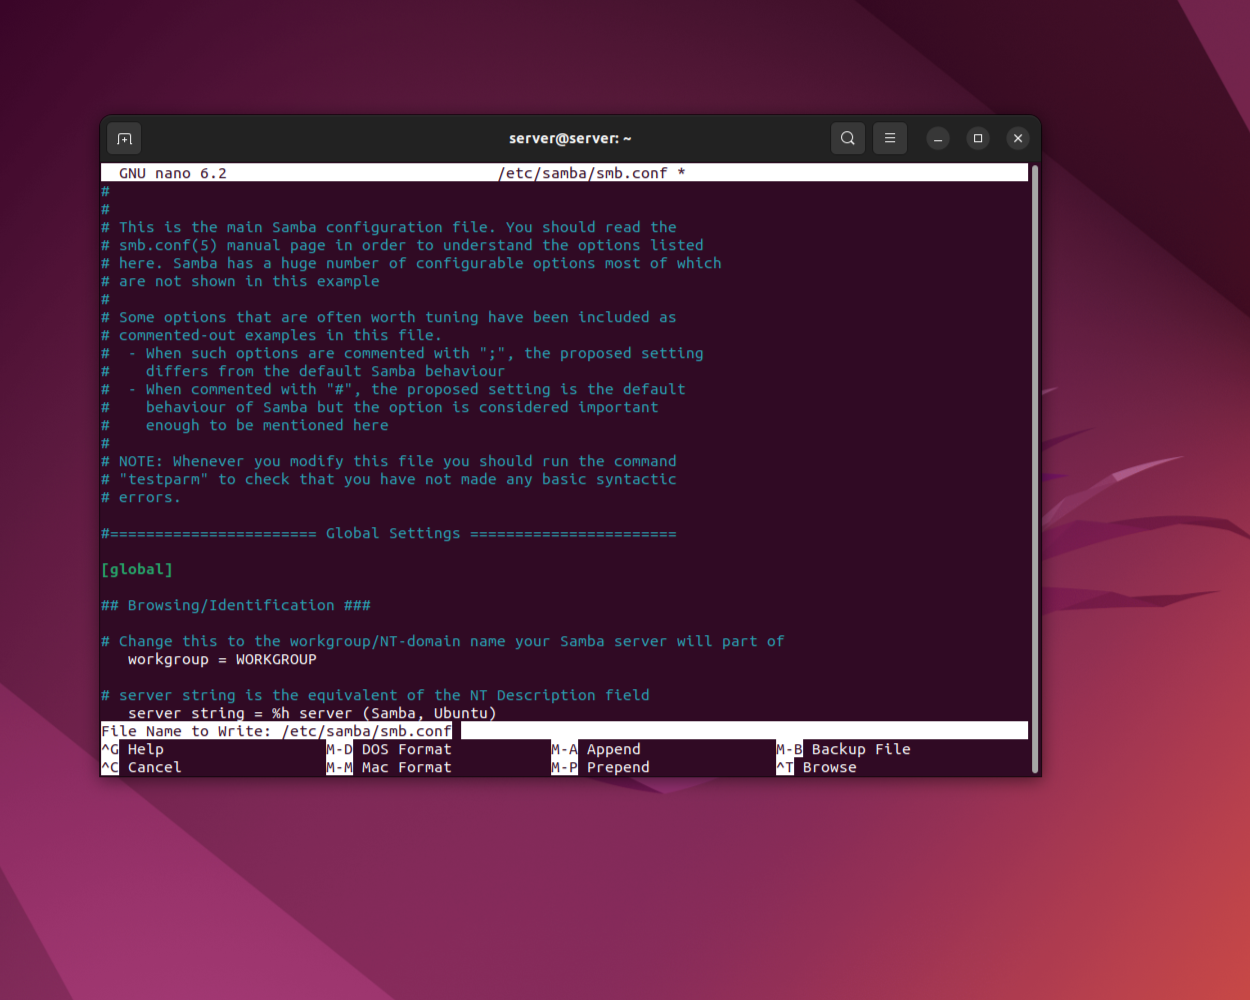 server@server: ~
GNU nano 6.2 /etc/samba/smb.conf *
#
#
# This is the main Samba configuration file. You should read the
# smb.conf(5) manual page in order to understand the options listed
# here. Samba has a huge number of configurable options most of which
# are not shown in this example
#
# Some options that are often worth tuning have been included as
# commented-out examples in this file.
#  - When such options are commented with ";", the proposed setting
#    differs from the default Samba behaviour
#  - When commented with "#", the proposed setting is the default
#    behaviour of Samba but the option is considered important
#    enough to be mentioned here
#
# NOTE: Whenever you modify this file you should run the command
# "testparm" to check that you have not made any basic syntactic
# errors.
#======================= Global Settings =======================
[global]
## Browsing/Identification ###
# Change this to the workgroup/NT-domain name your Samba server will part of
   workgroup = WORKGROUP
# server string is the equivalent of the NT Description field
   server string = %h server (Samba, Ubuntu)
File Name to Write: /etc/samba/smb.conf
^G Help M-D DOS Format M-A Append M-B Backup File
^C Cancel M-M Mac Format M-P Prepend ^T Browse